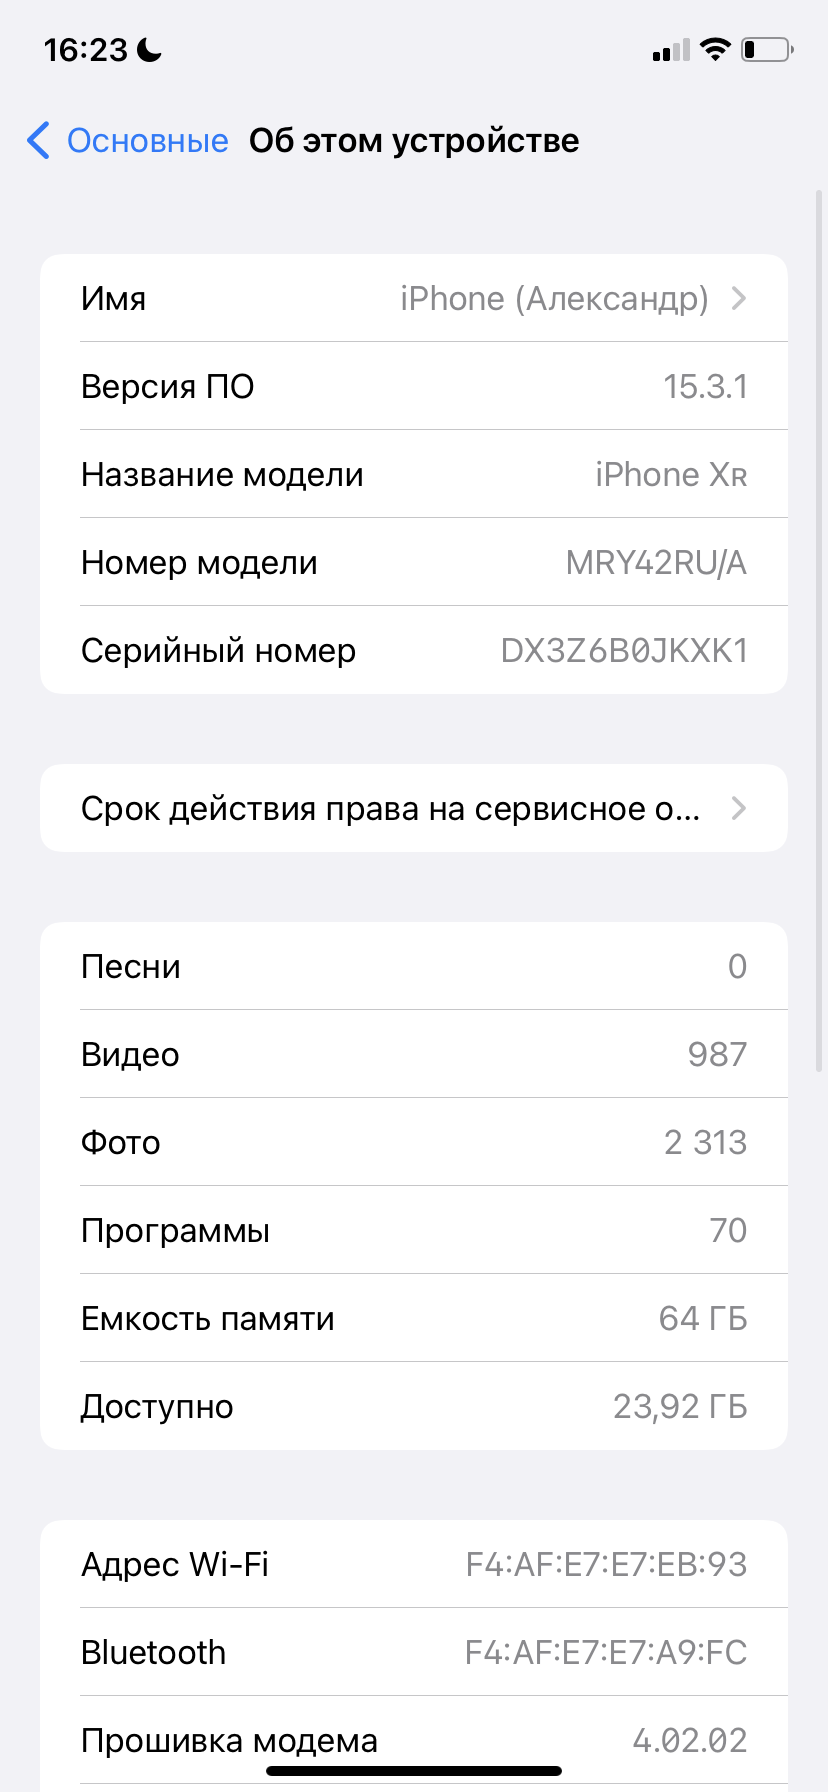 16:23
Основные Об этом устройстве
Имя iPhone (Александр)
Версия ПО 15.3.1
Название модели iPhone XR
Номер модели MRY42RU/A
Серийный номер DX3Z6B0JKXK1
Срок действия права на сервисное о...
Песни 0
Видео 987
Фото 2 313
Программы 70
Емкость памяти 64 ГБ
Доступно 23,92 ГБ
Адрес Wi-Fi F4:AF:E7:E7:EB:93
Bluetooth F4:AF:E7:E7:A9:FC
Прошивка модема 4.02.02